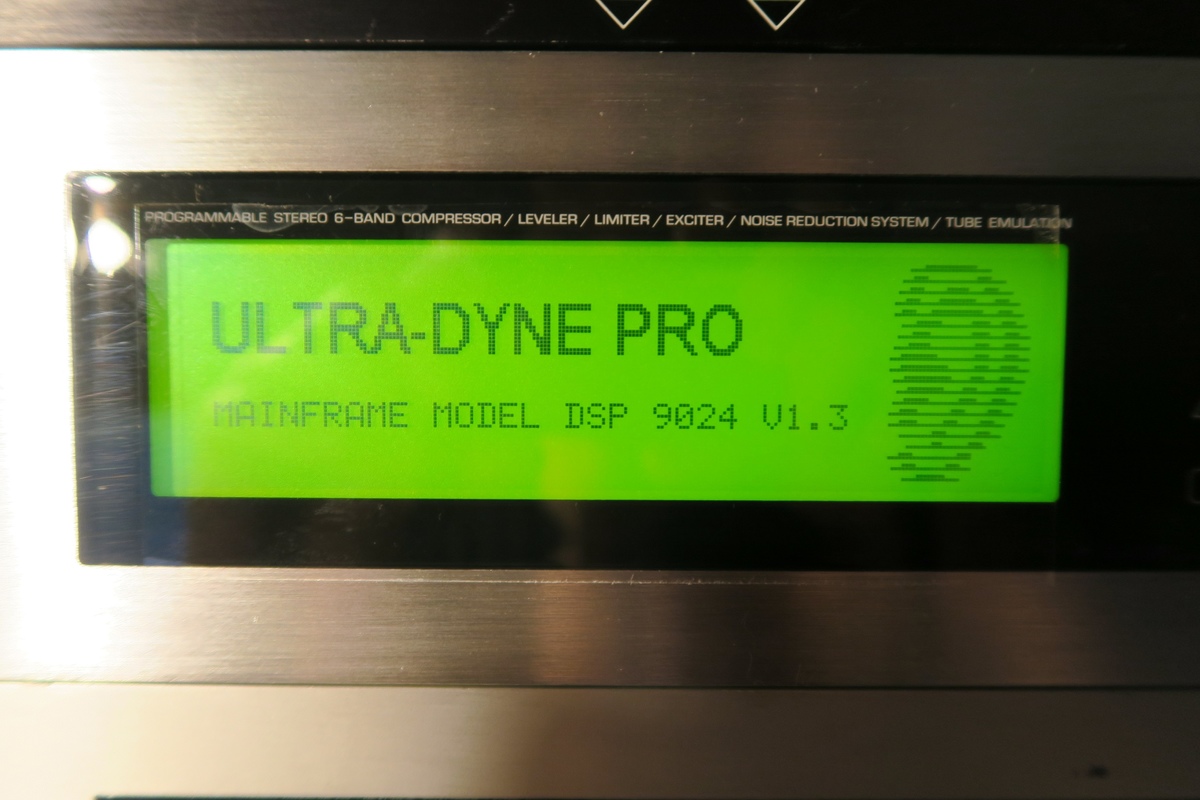 PROGRAMMABLE STEREO 6-BAND COMPRESSOR / LEVELER / LIMITER / EXCITER / NOISE REDUCTION SYSTEM / TUBE EMULATION
ULTRA-DYNE PRO
MAINFRAME MODEL DSP 9024 V1.3